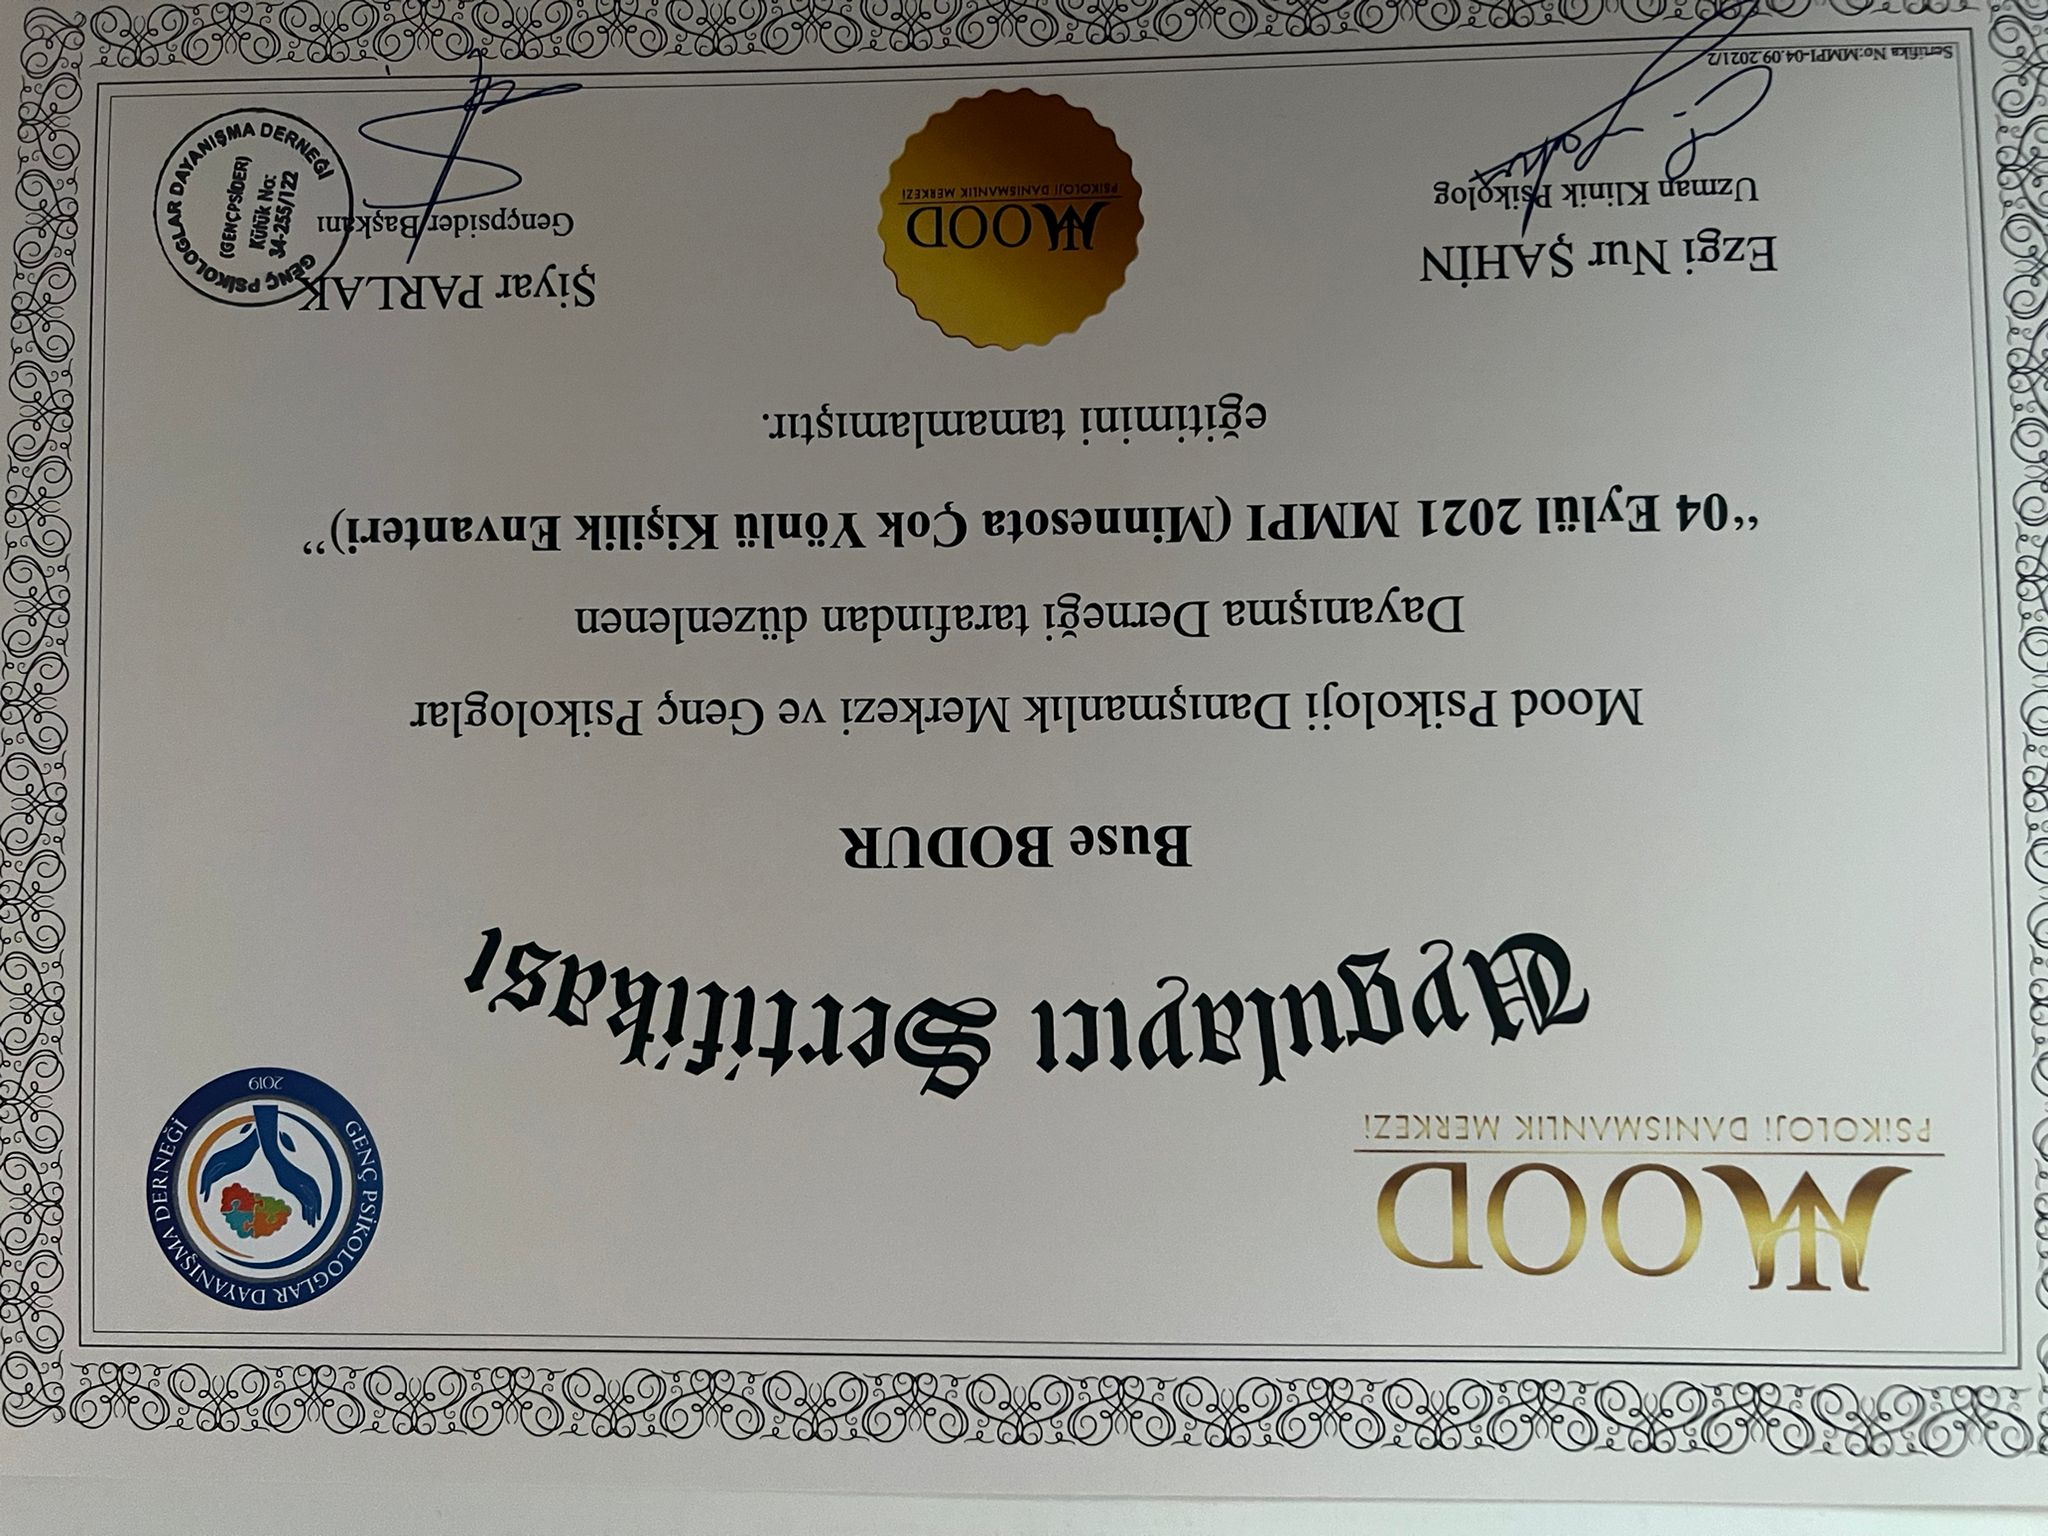 MOOD
PSİKOLOJİ DANIŞMANLIK MERKEZİ
GENÇ PSİKOLOGLAR DAYANIŞMA DERNEĞİ
2019
Uygulayıcı Sertifikası
Buse BODUR
Mood Psikoloji Danışmanlık Merkezi ve Genç Psikologlar
Dayanışma Derneği tarafından düzenlenen
“04 Eylül 2021 MMPI (Minnesota Çok Yönlü Kişilik Envanteri)”
eğitimini tamamlamıştır.
Ezgi Nur ŞAHİN
Uzman Klinik Psikolog
MOOD
PSİKOLOJİ DANIŞMANLIK MERKEZİ
Şiyar PARLAK
Gençpsider Başkanı
GENÇ PSİKOLOGLAR DAYANIŞMA DERNEĞİ
(GENÇPSİDER)
Kütük No:
34-255/122
Sertifika No:MMPI-04.09.2021/2